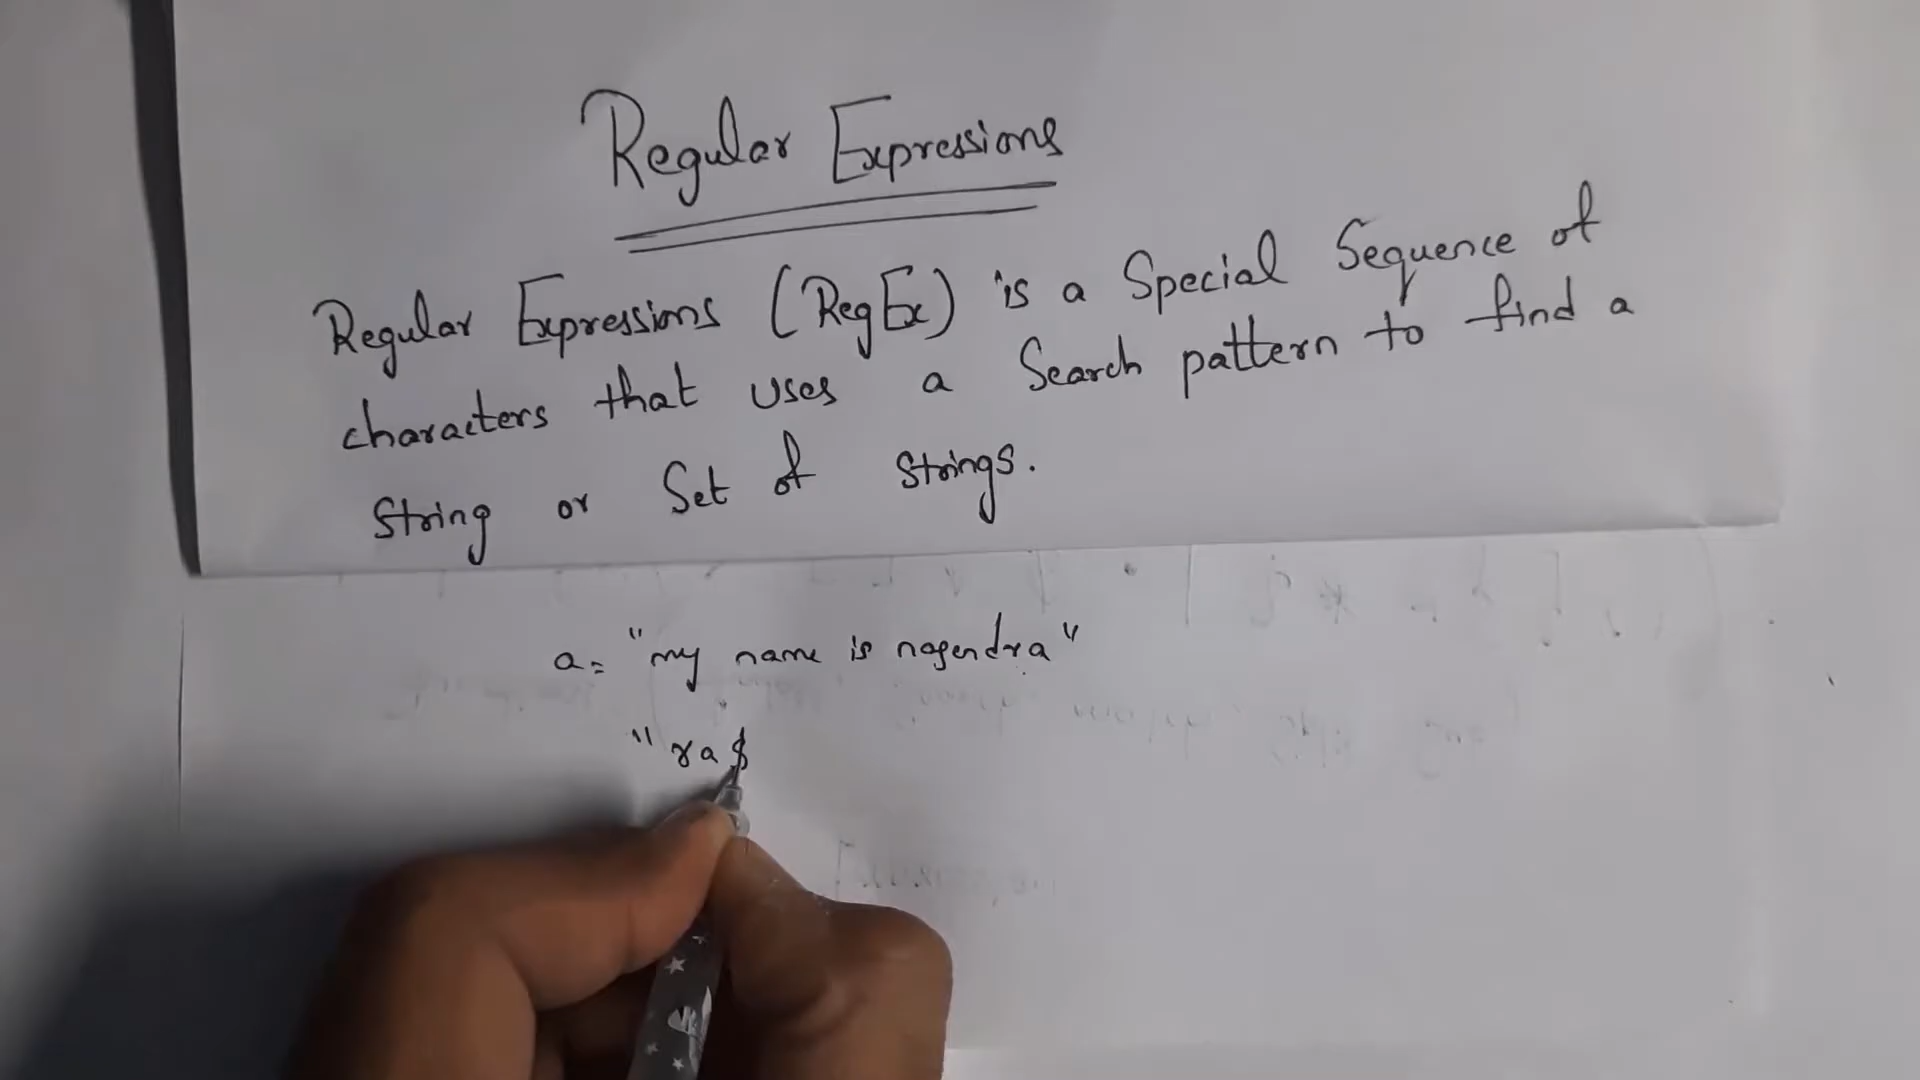 Regular Expressions
Regular Expressions (RegEx) is a Special Sequence of
characters that uses a Search pattern to find a
String or Set of Strings.
a= "my name is nagendra"
"ra$